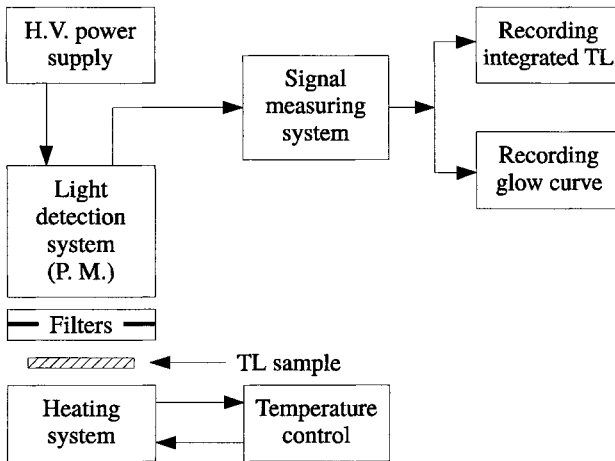 H.V. power
supply
Signal
measuring
system
Recording
integrated TL
Recording
glow curve
Light
detection
system
(P. M.)
Filters
TL sample
Heating
system
Temperature
control